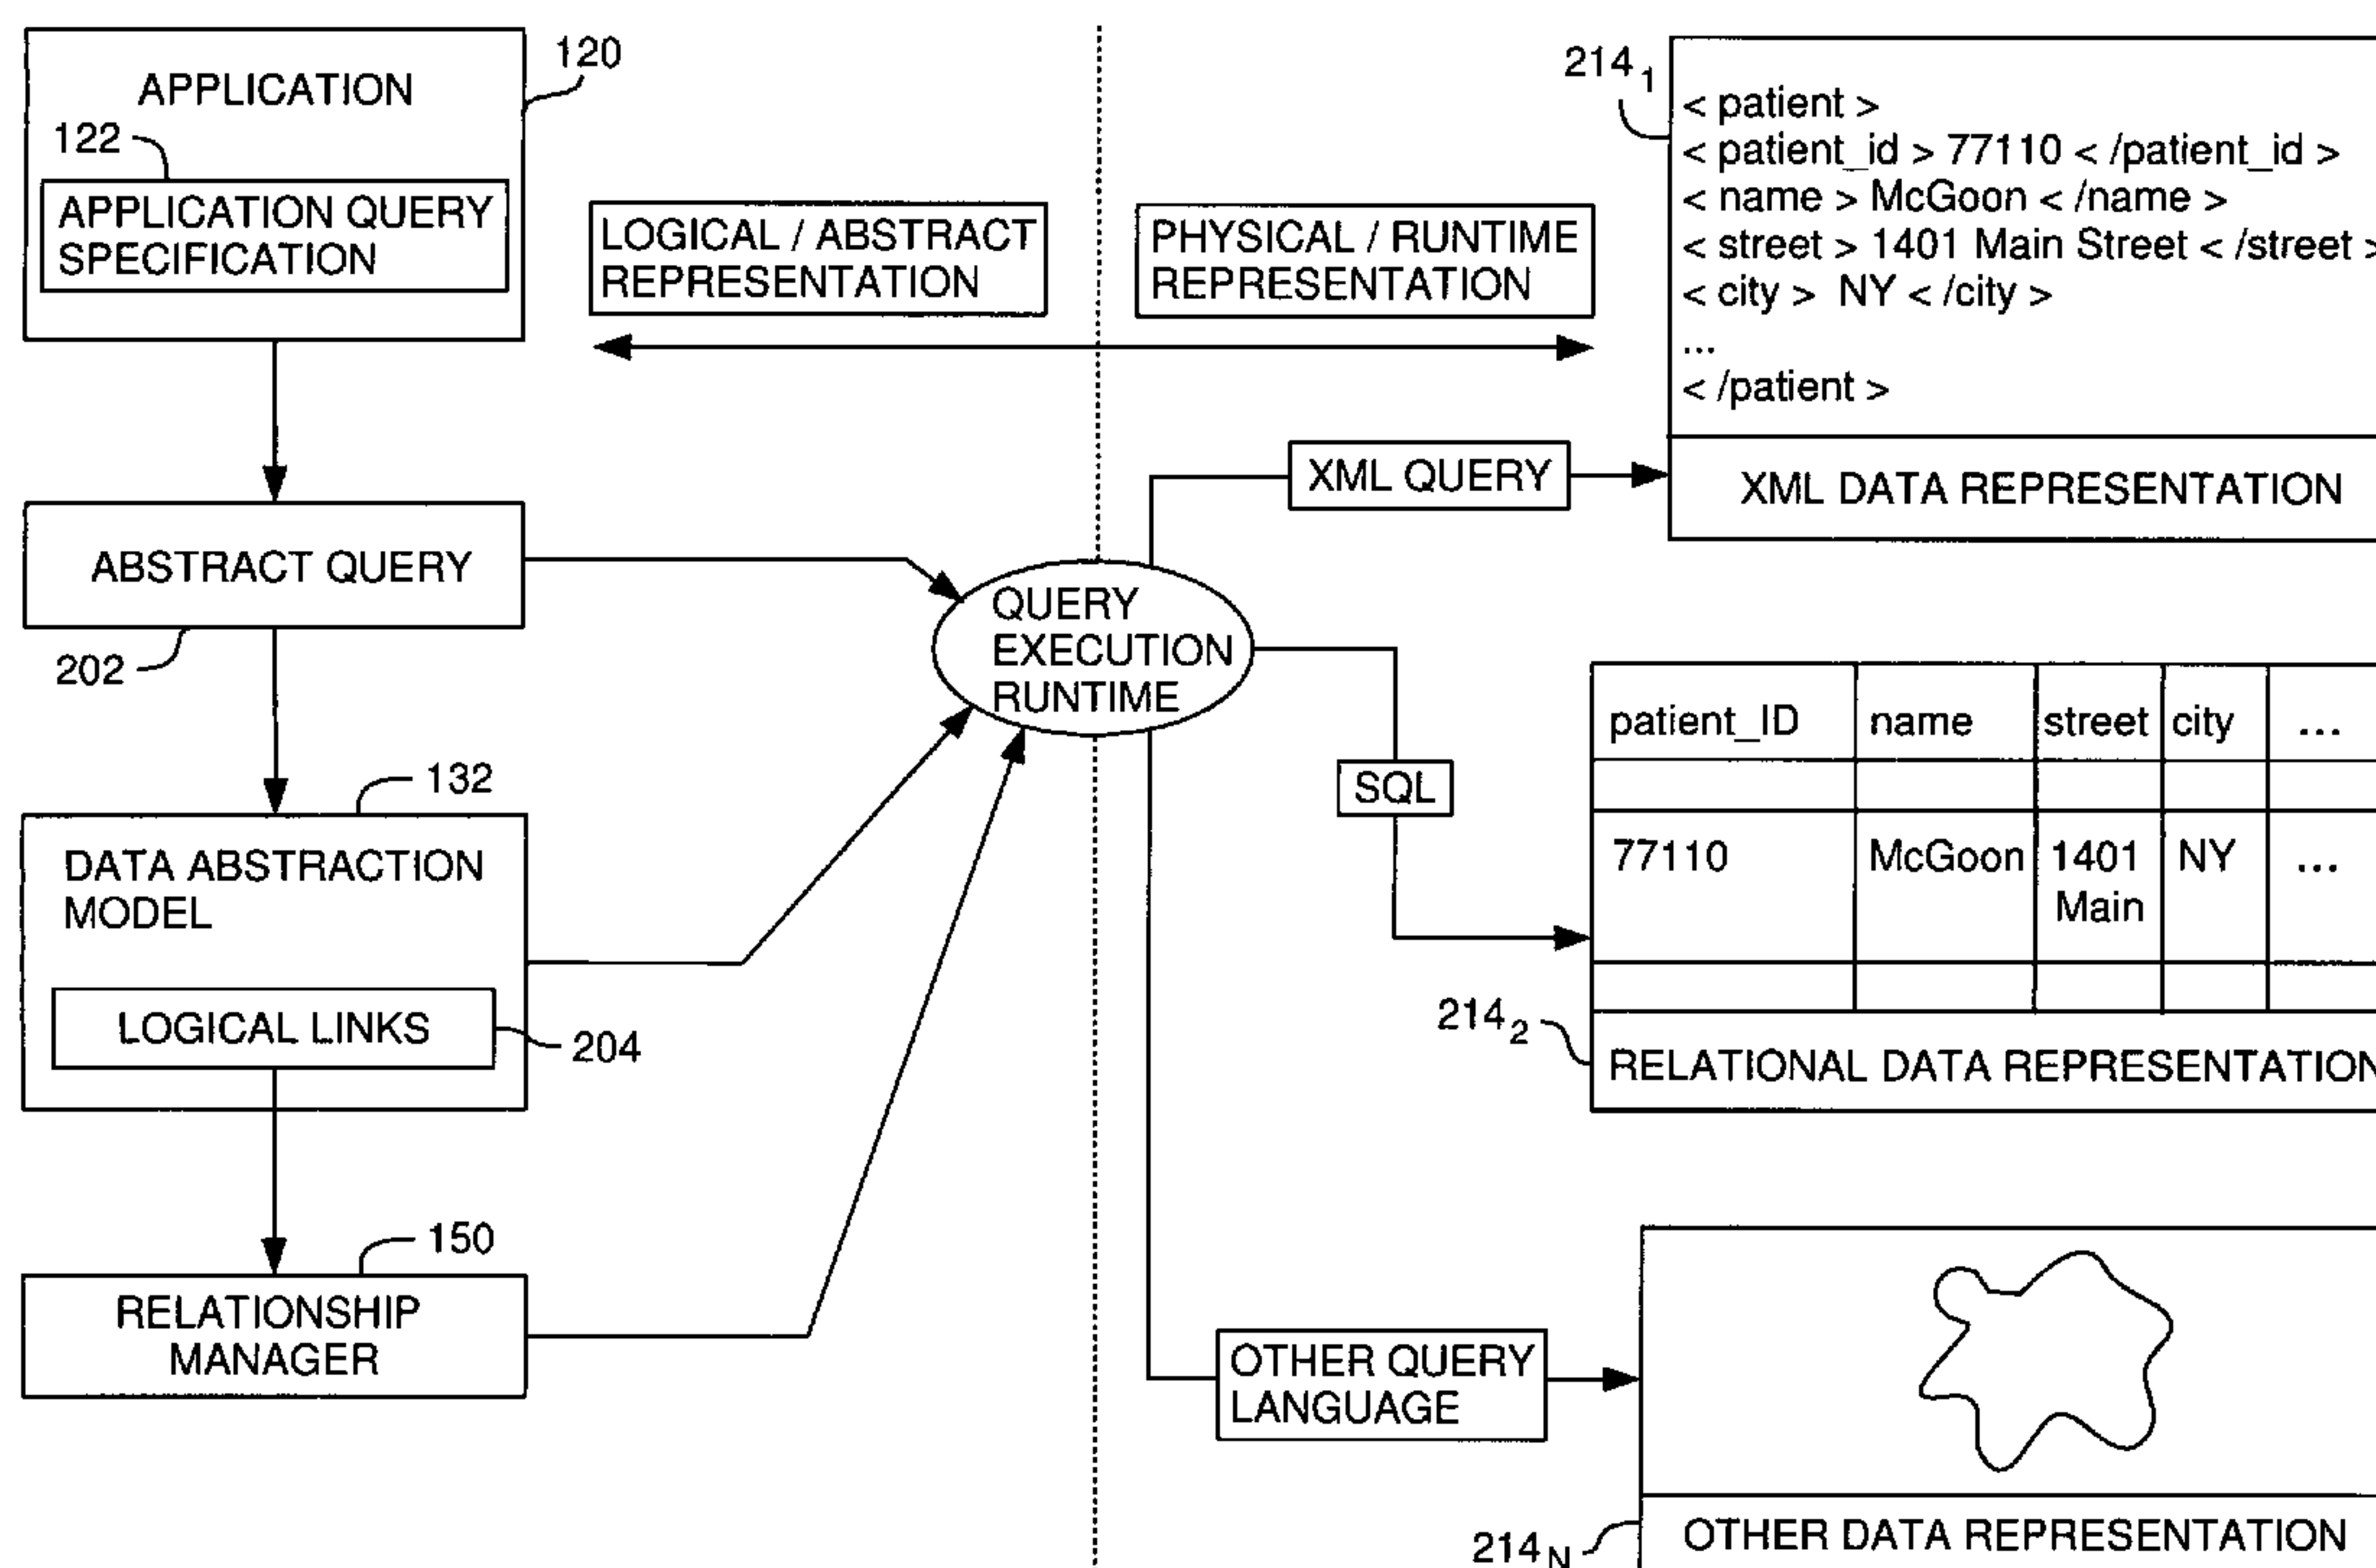 APPLICATION
120
122
APPLICATION QUERY
SPECIFICATION
LOGICAL / ABSTRACT
REPRESENTATION
PHYSICAL / RUNTIME
REPRESENTATION
214 1
< patient >
< patient_id > 77110 < /patient_id >
< name > McGoon < /name >
< street > 1401 Main Street < /street >
< city > NY < /city >
...
< /patient >
XML QUERY
XML DATA REPRESENTATION
ABSTRACT QUERY
202
QUERY
EXECUTION
RUNTIME
SQL
patient_ID name street city ...
77110 McGoon 1401 NY ...
Main
214 2
RELATIONAL DATA REPRESENTATION
132
DATA ABSTRACTION
MODEL
LOGICAL LINKS
204
150
RELATIONSHIP
MANAGER
OTHER QUERY
LANGUAGE
214 N
OTHER DATA REPRESENTATION